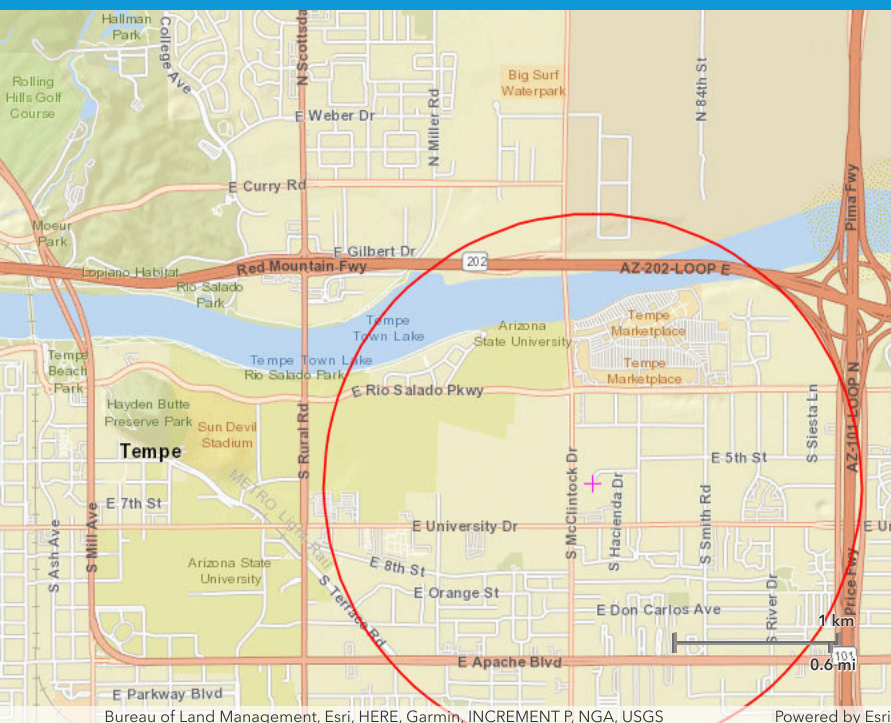 Hallman
Park
College Ave
N Scottsda
Rolling
Hills Golf
Course
Big Surf
Waterpark
N 84th St
E Weber Dr
N Miller Rd
E Curry Rd
Pima Fwy
Moeur
Park
E Gilbert Dr
202
Red Mountain Fwy
AZ-202-LOOP E
Lopiano Habitat
Rio Salado
Park
Tempe
Town Lake
Arizona
State University
Tempe
Marketplace
Tempe
Beach
Park
Tempe Town Lake
Rio Salado Park
Tempe
Marketplace
E Rio Salado Pkwy
AZ-101-LOOP N
Hayden Butte
Preserve Park
Sun Devil
Stadium
S Rural Rd
S Siesta Ln
Tempe
E 5th St
METRO Light Rail
S McClintock Dr
S Hacienda Dr
S Smith Rd
E 7th St
S Ash Ave
S Mill Ave
E University Dr
E Un
Arizona State
University
E 8th St
S Terrace Rd
E Orange St
E Don Carlos Ave
S River Dr
Price Fwy
1 km
0.6 mi
101
E Apache Blvd
E Parkway Blvd
Bureau of Land Management, Esri, HERE, Garmin, INCREMENT P, NGA, USGS
Powered by Esr